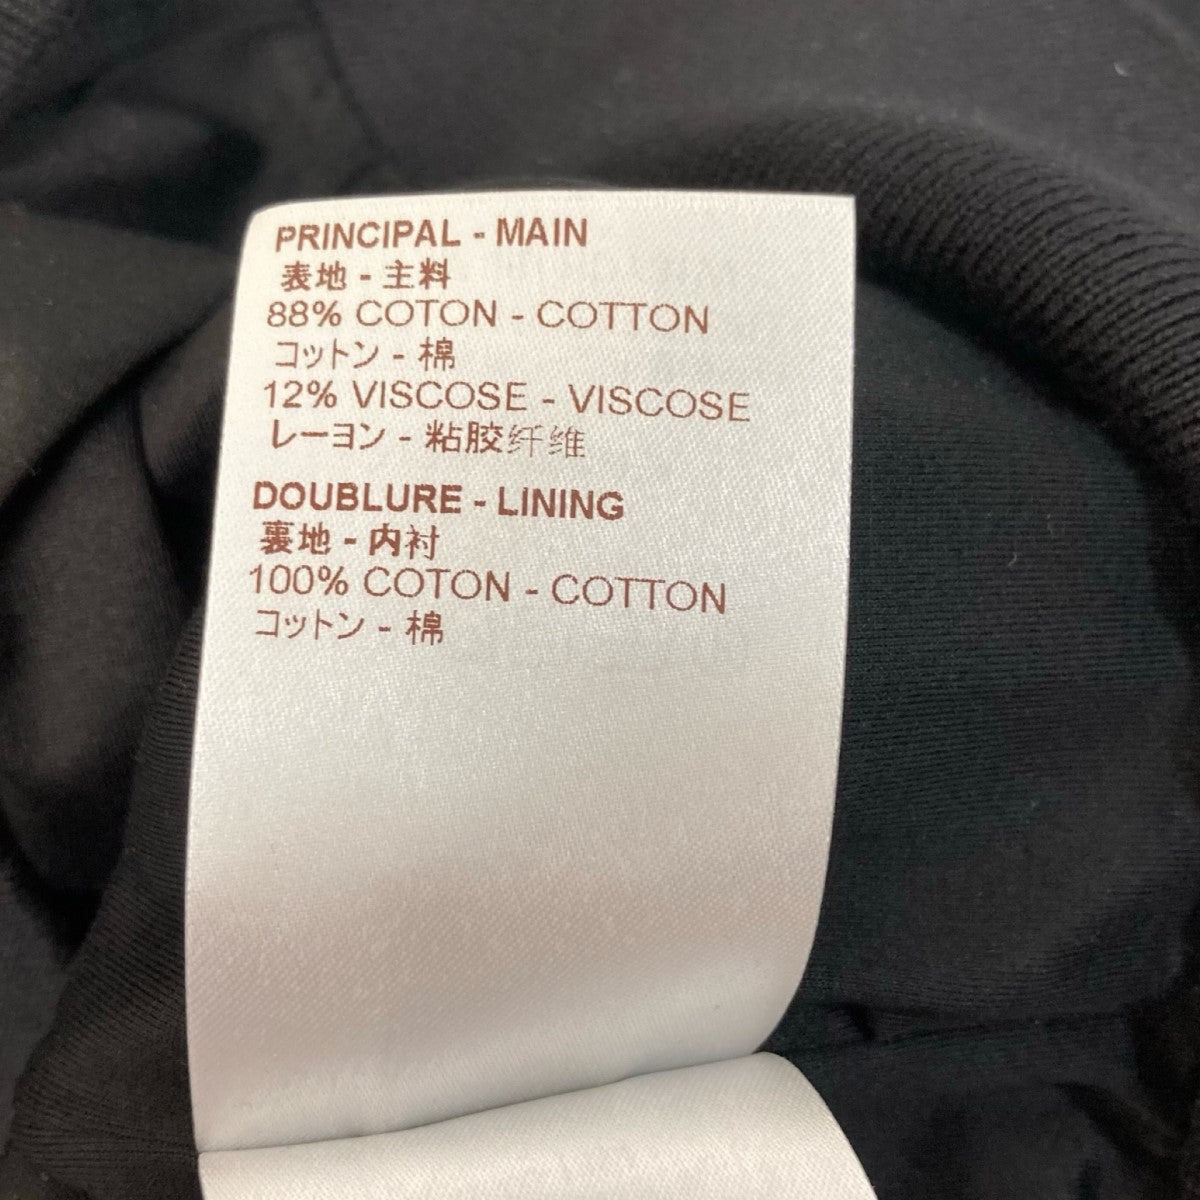 PRINCIPAL - MAIN
表地 - 主料
88% COTON - COTTON
コットン - 棉
12% VISCOSE - VISCOSE
レーヨン - 粘胶纤维
DOUBLURE - LINING
裏地 - 内衬
100% COTON - COTTON
コットン - 棉